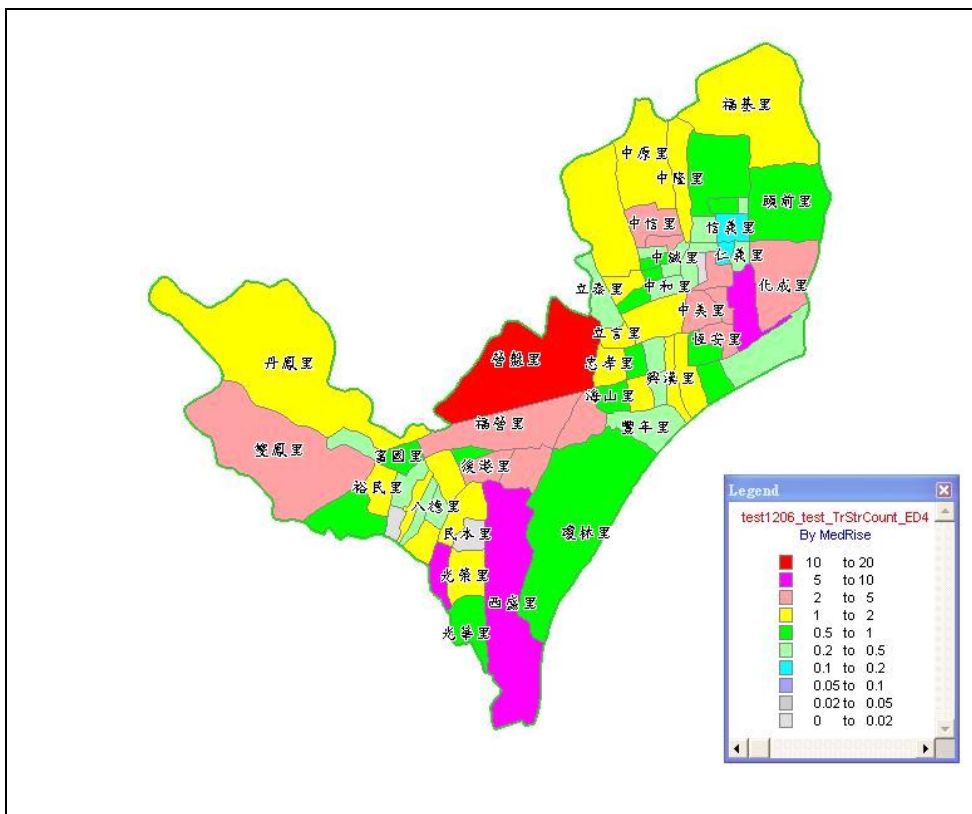 福基里
中原里
中隆里
頭前里
中信里
信義里
中誠里
仁義里
立泰里
中和里
化成里
中美里
立言里
恆安里
營盤里
忠孝里
丹鳳里
興漢里
海山里
福營里
豐年里
雙鳳里
富國里
後港里
裕民里
八德里
民本里
瓊林里
光榮里
西盛里
光華里
Legend
test1206_test_TrStrCount_ED4
By MedRise
10 to 20
5 to 10
2 to 5
1 to 2
0.5 to 1
0.2 to 0.5
0.1 to 0.2
0.05 to 0.1
0.02 to 0.05
0 to 0.02